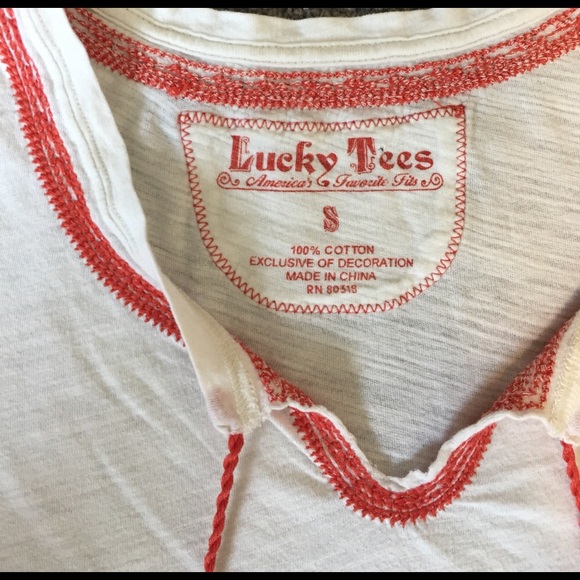 Lucky Tees
America's Favorite Fits
S
100% COTTON
EXCLUSIVE OF DECORATION
MADE IN CHINA
RN 80318